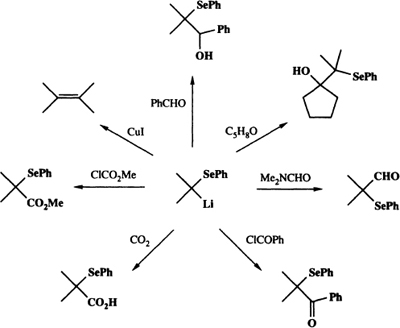 SePh
Ph
OH
HO
SePh
PhCHO
C5H8O
CuI
SePh
CO2Me
ClCO2Me
SePh
Li
Me2NCHO
CHO
SePh
CO2
ClCOPh
SePh
CO2H
SePh
Ph
O